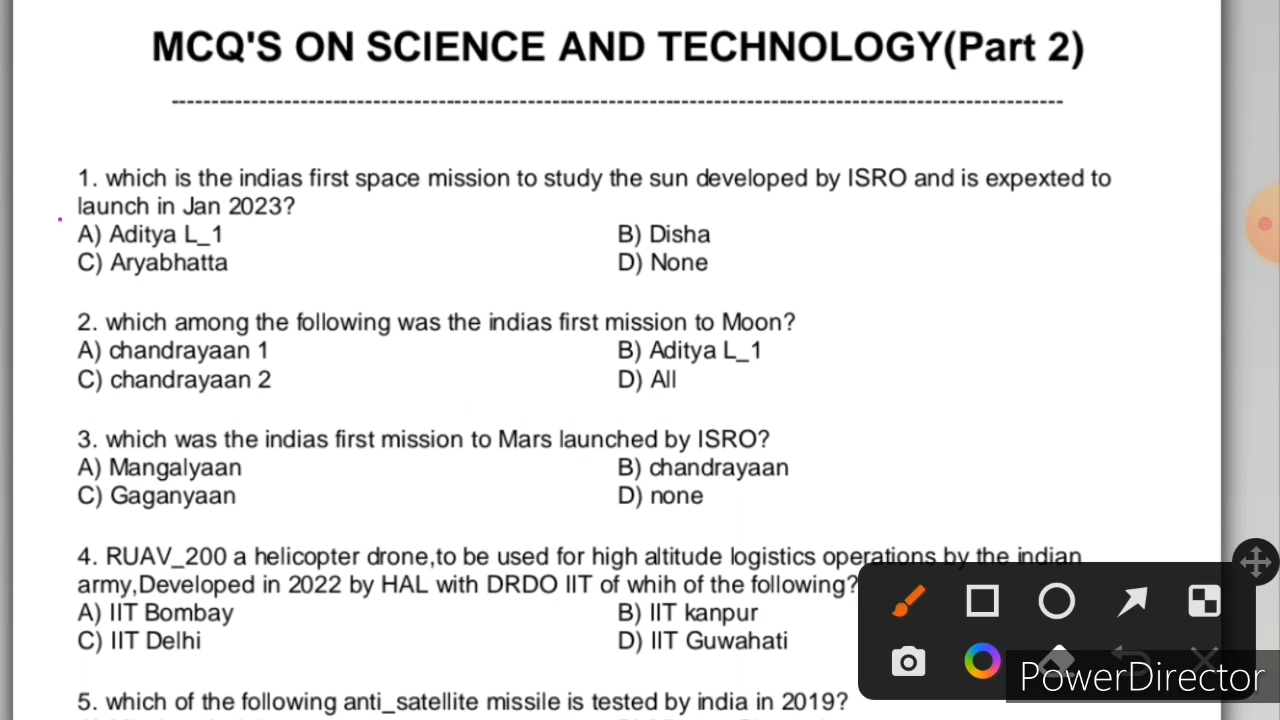 MCQ'S ON SCIENCE AND TECHNOLOGY(Part 2)
1. which is the indias first space mission to study the sun developed by ISRO and is expexted to
launch in Jan 2023?
A) Aditya L_1 B) Disha
C) Aryabhatta D) None
2. which among the following was the indias first mission to Moon?
A) chandrayaan 1 B) Aditya L_1
C) chandrayaan 2 D) All
3. which was the indias first mission to Mars launched by ISRO?
A) Mangalyaan B) chandrayaan
C) Gaganyaan D) none
4. RUAV_200 a helicopter drone,to be used for high altitude logistics operations by the indian
army,Developed in 2022 by HAL with DRDO IIT of whih of the following?
A) IIT Bombay B) IIT kanpur
C) IIT Delhi D) IIT Guwahati
5. which of the following anti_satellite missile is tested by india in 2019?
PowerDirector